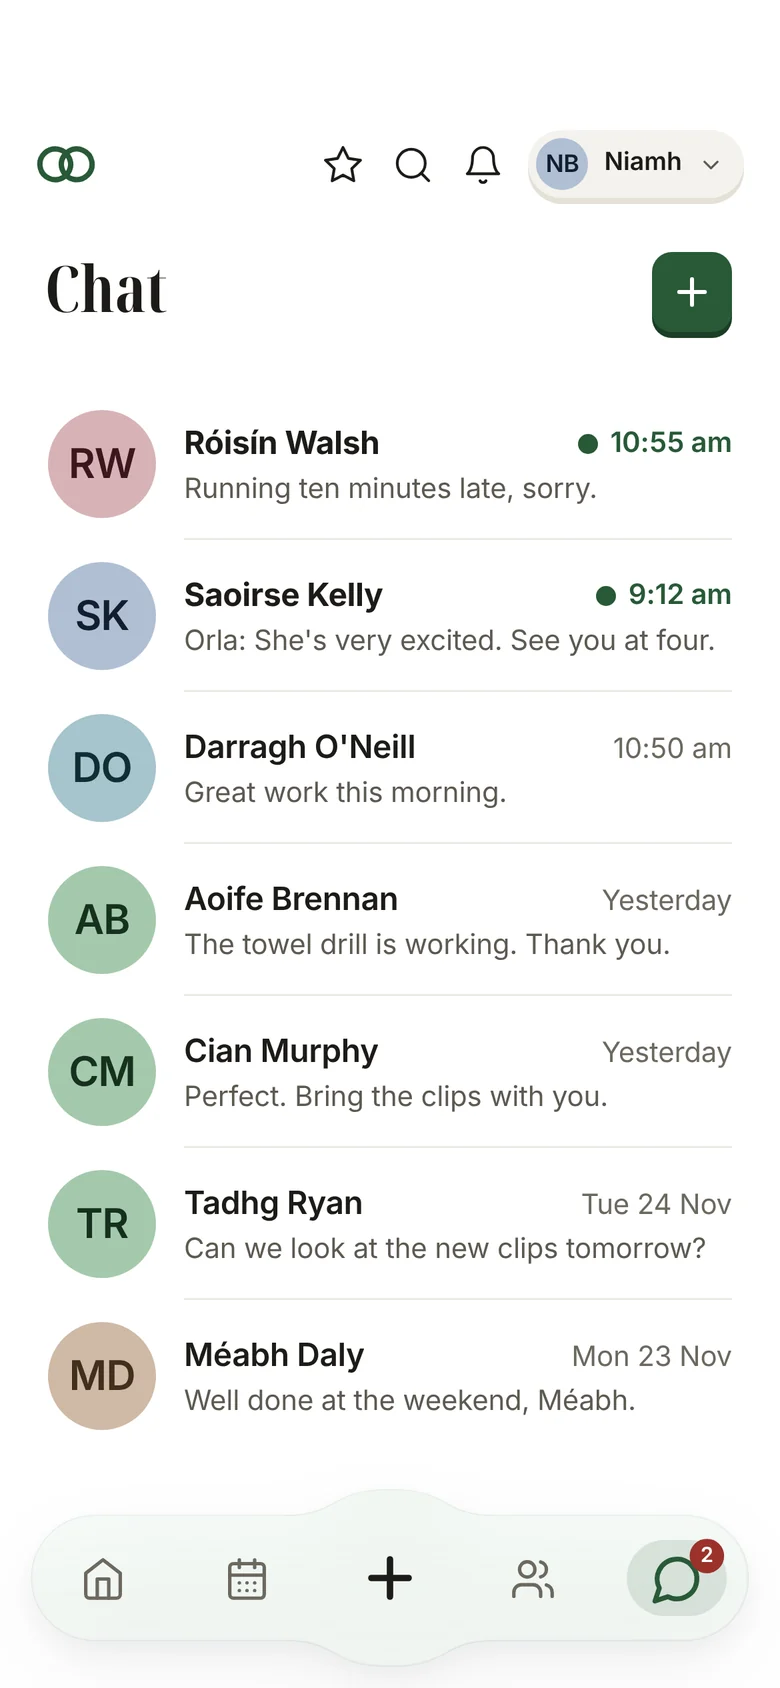 NB Niamh
Chat
RW
Róisín Walsh 10:55 am
Running ten minutes late, sorry.
SK
Saoirse Kelly 9:12 am
Orla: She's very excited. See you at four.
DO
Darragh O'Neill 10:50 am
Great work this morning.
AB
Aoife Brennan Yesterday
The towel drill is working. Thank you.
CM
Cian Murphy Yesterday
Perfect. Bring the clips with you.
TR
Tadhg Ryan Tue 24 Nov
Can we look at the new clips tomorrow?
MD
Méabh Daly Mon 23 Nov
Well done at the weekend, Méabh.
2